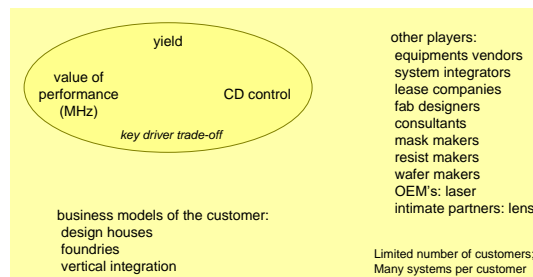 yield
value of
performance
(MHz)
CD control
key driver trade-off
business models of the customer:
design houses
foundries
vertical integration
other players:
equipments vendors
system integrators
lease companies
fab designers
consultants
mask makers
resist makers
wafer makers
OEM's: laser
intimate partners: lens
Limited number of customers;
Many systems per customer